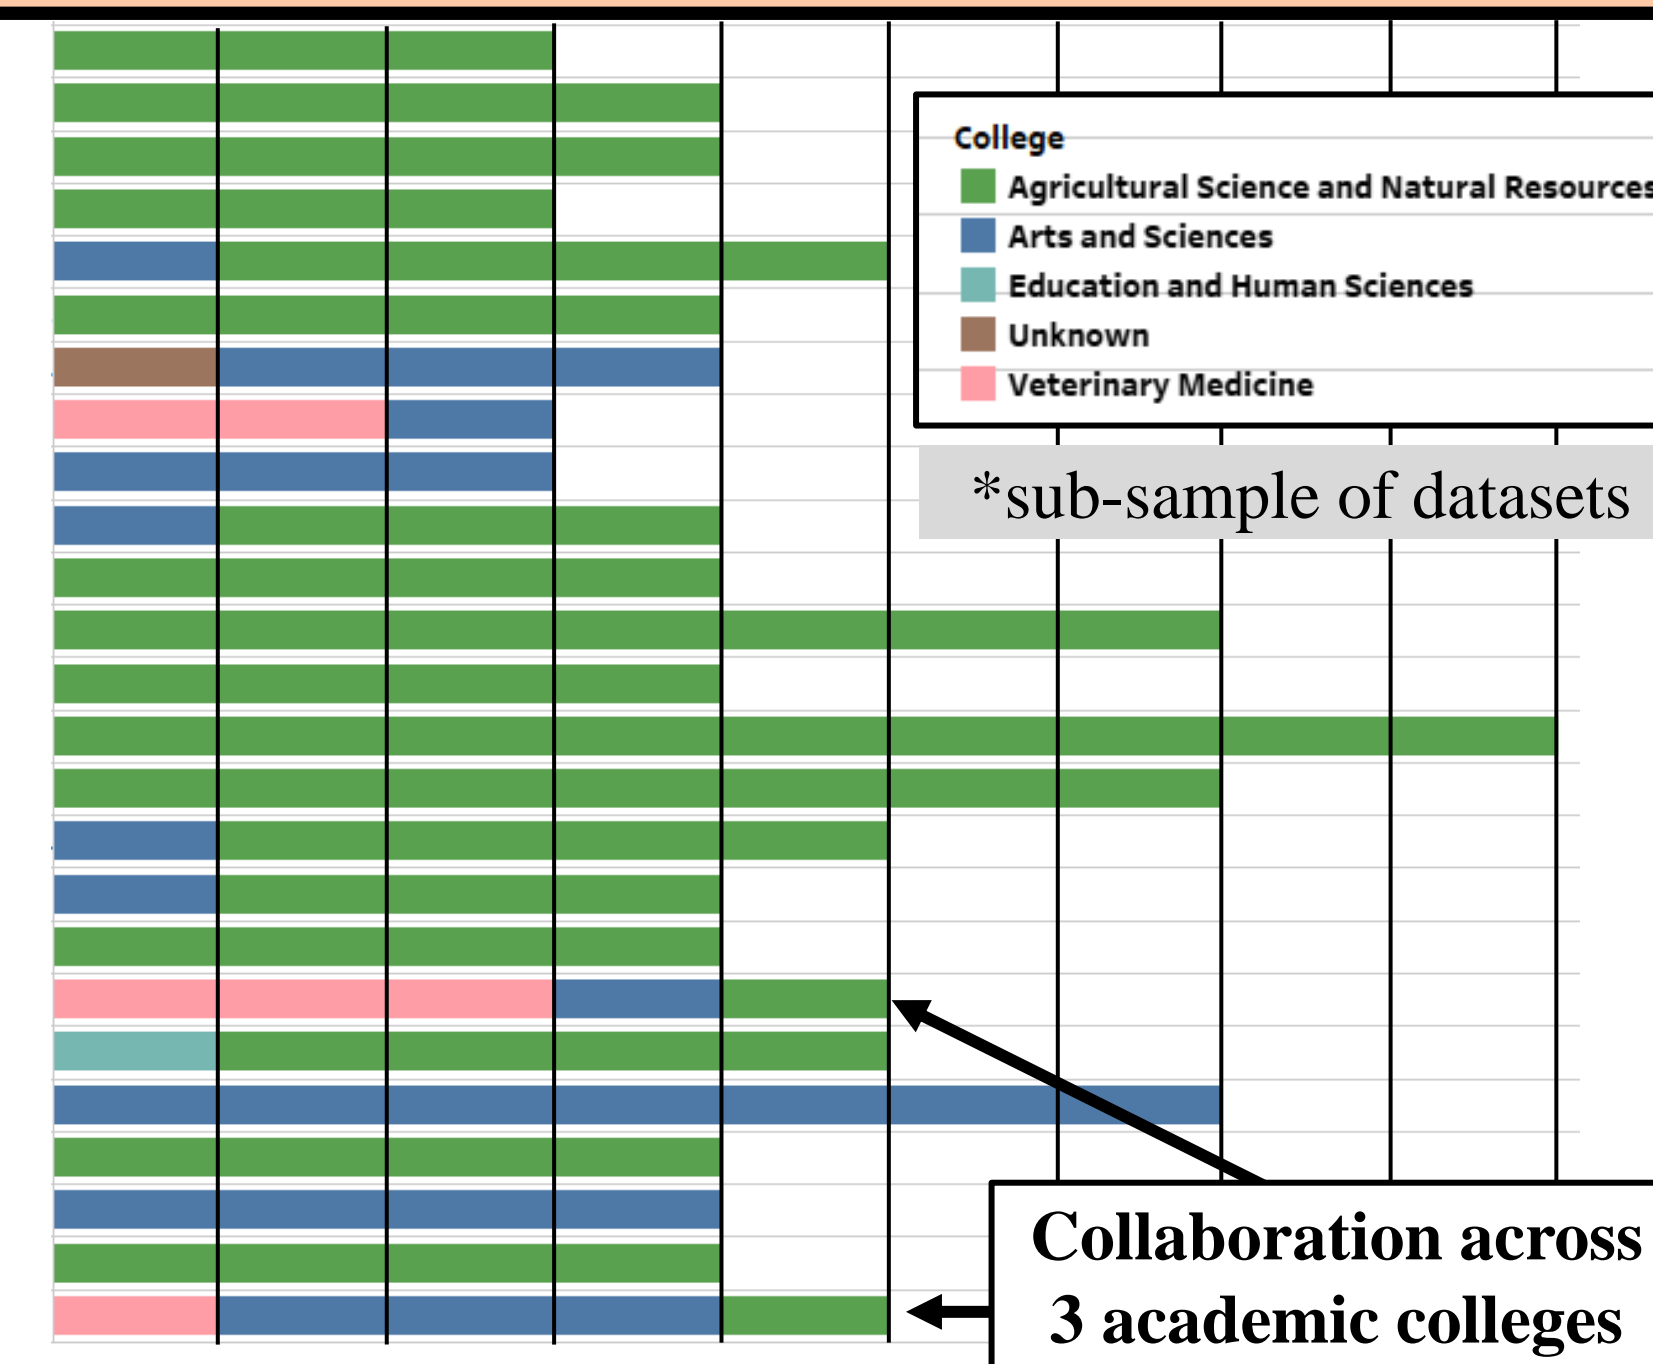 College
Agricultural Science and Natural Resources
Arts and Sciences
Education and Human Sciences
Unknown
Veterinary Medicine
*sub-sample of datasets
Collaboration across
3 academic colleges